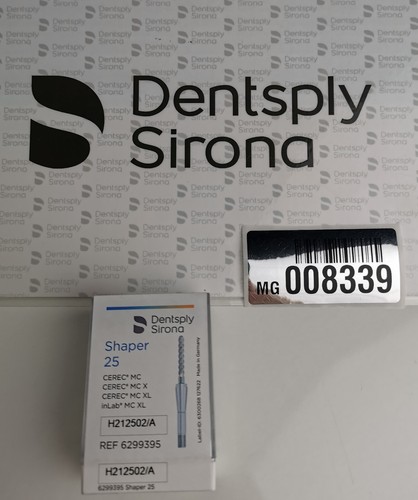 Dentsply
Sirona
MG 008339
Dentsply
Sirona
Shaper
25
CEREC® MC
CEREC® MC X
CEREC® MC XL
inLab® MC XL
H212502/A
REF 6299395
H212502/A
6299395 Shaper 25
Made in Germany